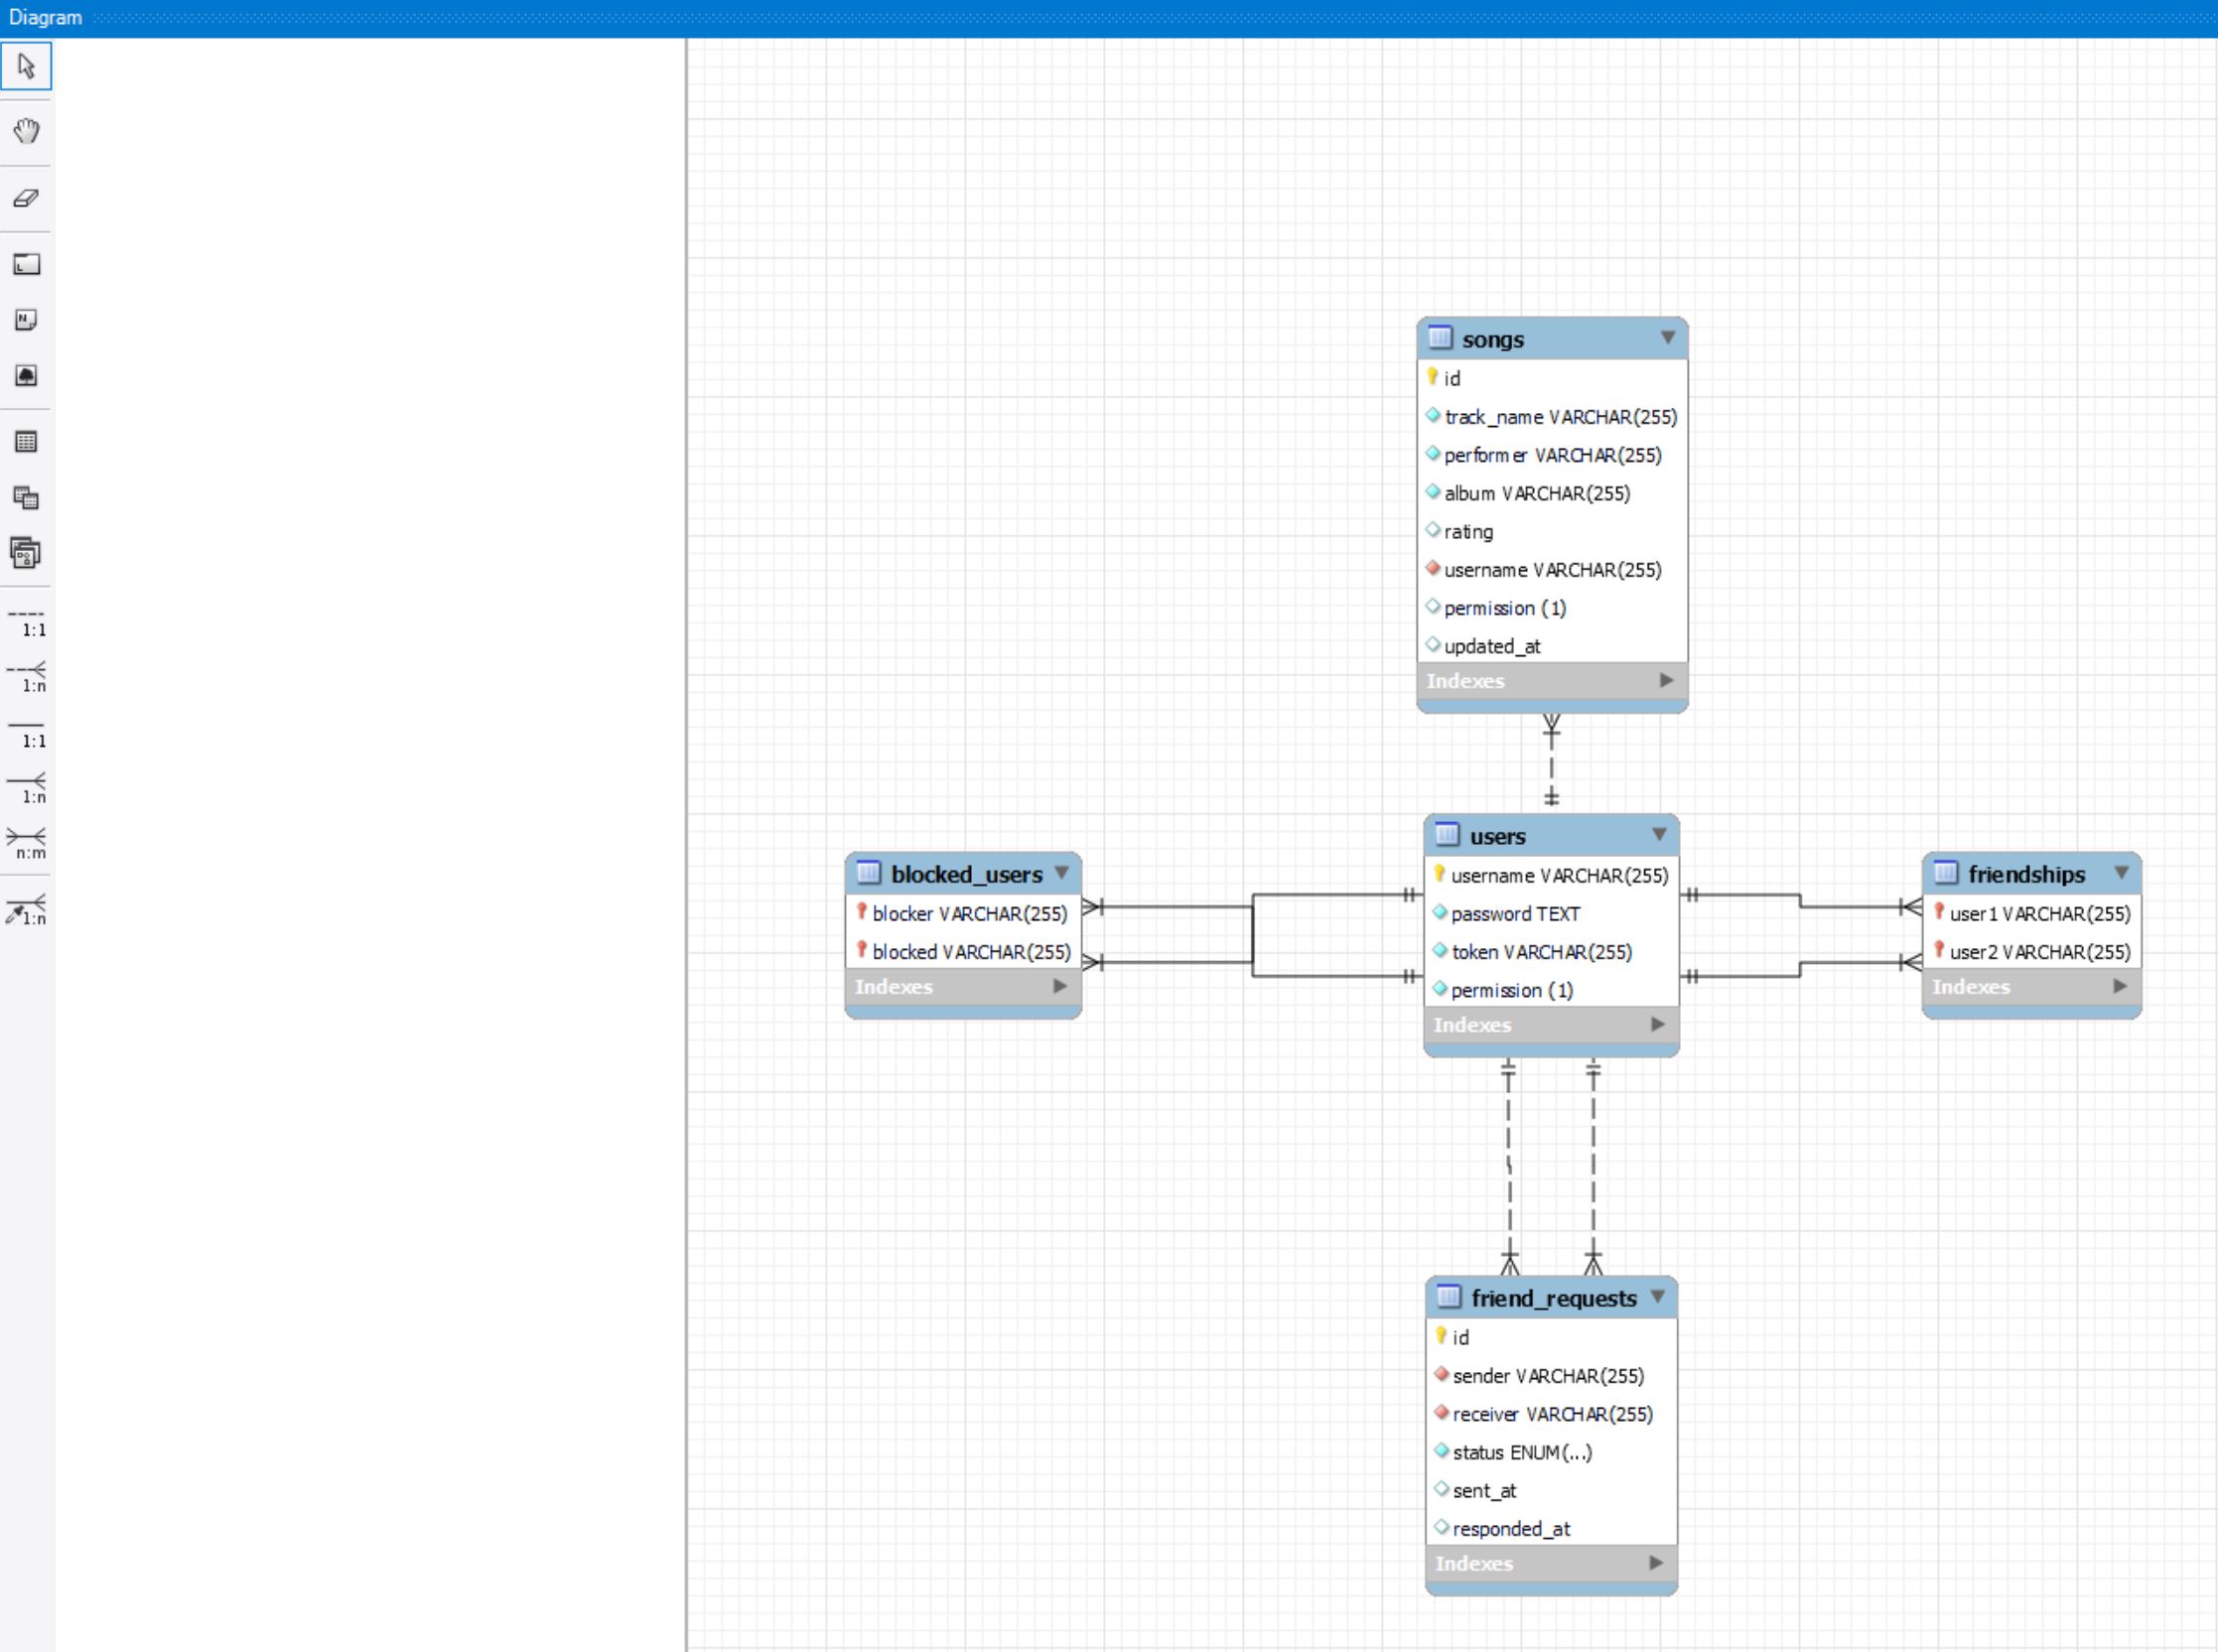 Diagram
1:1
1:n
1:1
1:n
n:m
1:n
songs
id
track_name VARCHAR(255)
performer VARCHAR(255)
album VARCHAR(255)
rating
username VARCHAR(255)
permission (1)
updated_at
Indexes
users
username VARCHAR(255)
password TEXT
token VARCHAR(255)
permission (1)
Indexes
blocked_users
blocker VARCHAR(255)
blocked VARCHAR(255)
Indexes
friendships
user1 VARCHAR(255)
user2 VARCHAR(255)
Indexes
friend_requests
id
sender VARCHAR(255)
receiver VARCHAR(255)
status ENUM(...)
sent_at
responded_at
Indexes